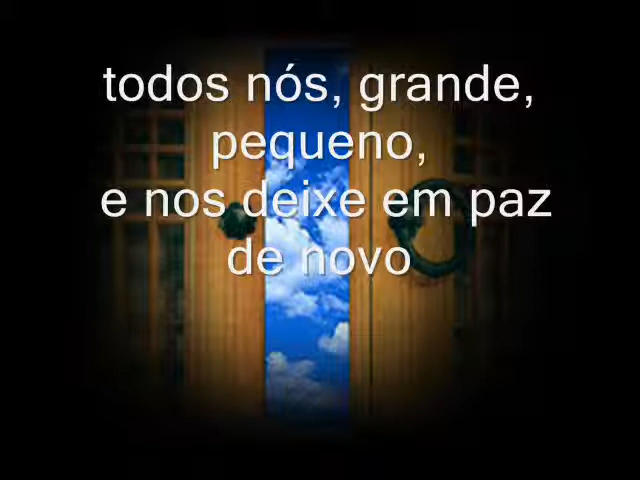 todos nós, grande,
pequeno,
e nos deixe em paz
de novo